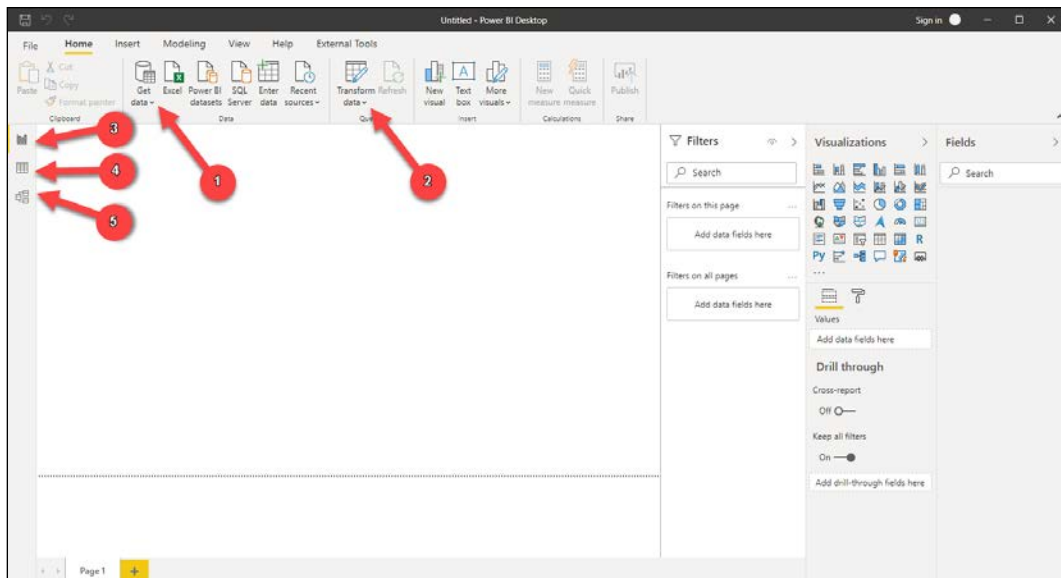 Untitled - Power BI Desktop
Sign in
File Home Insert Modeling View Help External Tools
Paste
Cut
Copy
Format painter
Clipboard
Get data
Excel
Power BI datasets
SQL Server
Enter data
Recent sources
Data
Transform data
Refresh
New visual
Text box
More visuals
Insert
New measure
Quick measure
Calculations
Publish
Share
1
2
3
4
5
Filters
Search
Filters on this page
Add data fields here
Filters on all pages
Add data fields here
Visualizations
R
Py
Values
Add data fields here
Drill through
Cross-report
Off
Keep all filters
On
Add drill-through fields here
Fields
Search
Page 1